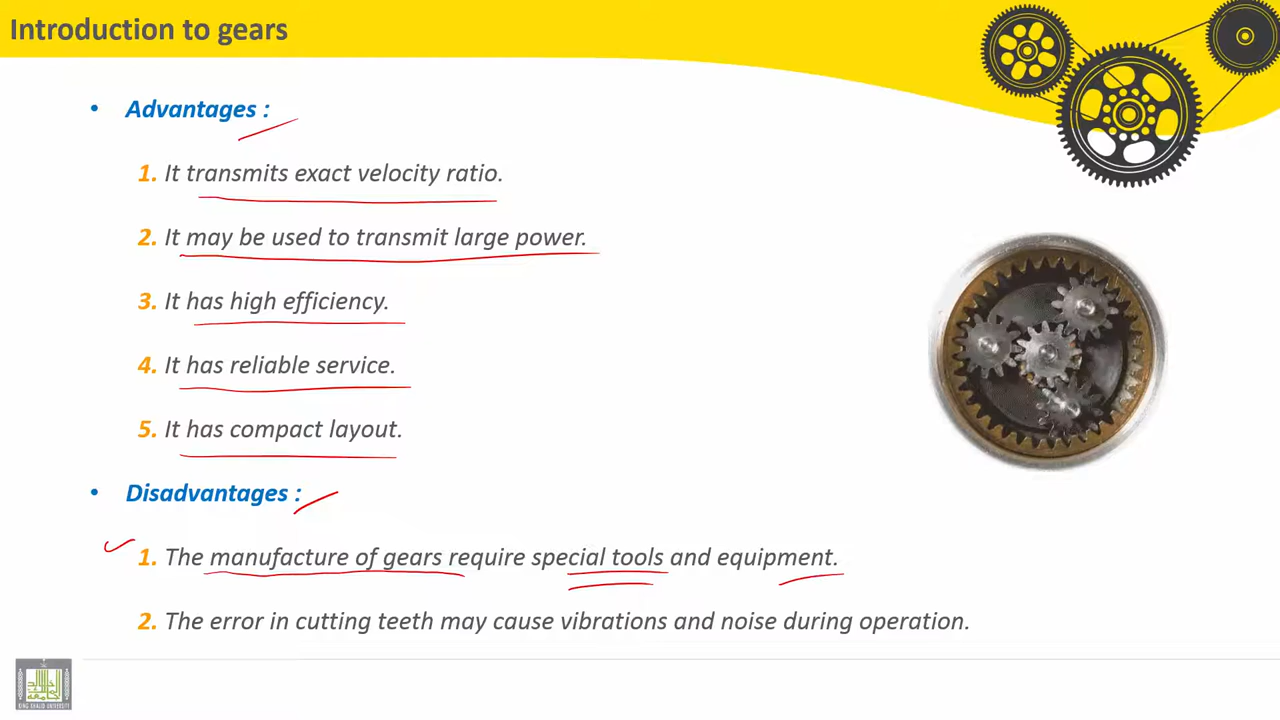 Introduction to gears
• Advantages :
1. It transmits exact velocity ratio.
2. It may be used to transmit large power.
3. It has high efficiency.
4. It has reliable service.
5. It has compact layout.
• Disadvantages :
1. The manufacture of gears require special tools and equipment.
2. The error in cutting teeth may cause vibrations and noise during operation.
KING KHALID UNIVERSITY